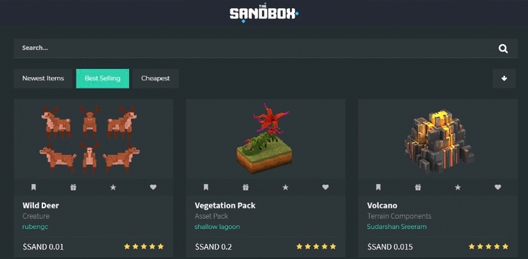 THE
SANDBOX
Search...
Newest Items
Best Selling
Cheapest
Wild Deer
Creature
rubengc
$SAND 0.01
Vegetation Pack
Asset Pack
shallow lagoon
$SAND 0.2
Volcano
Terrain Components
Sudarshan Sreeram
$SAND 0.015